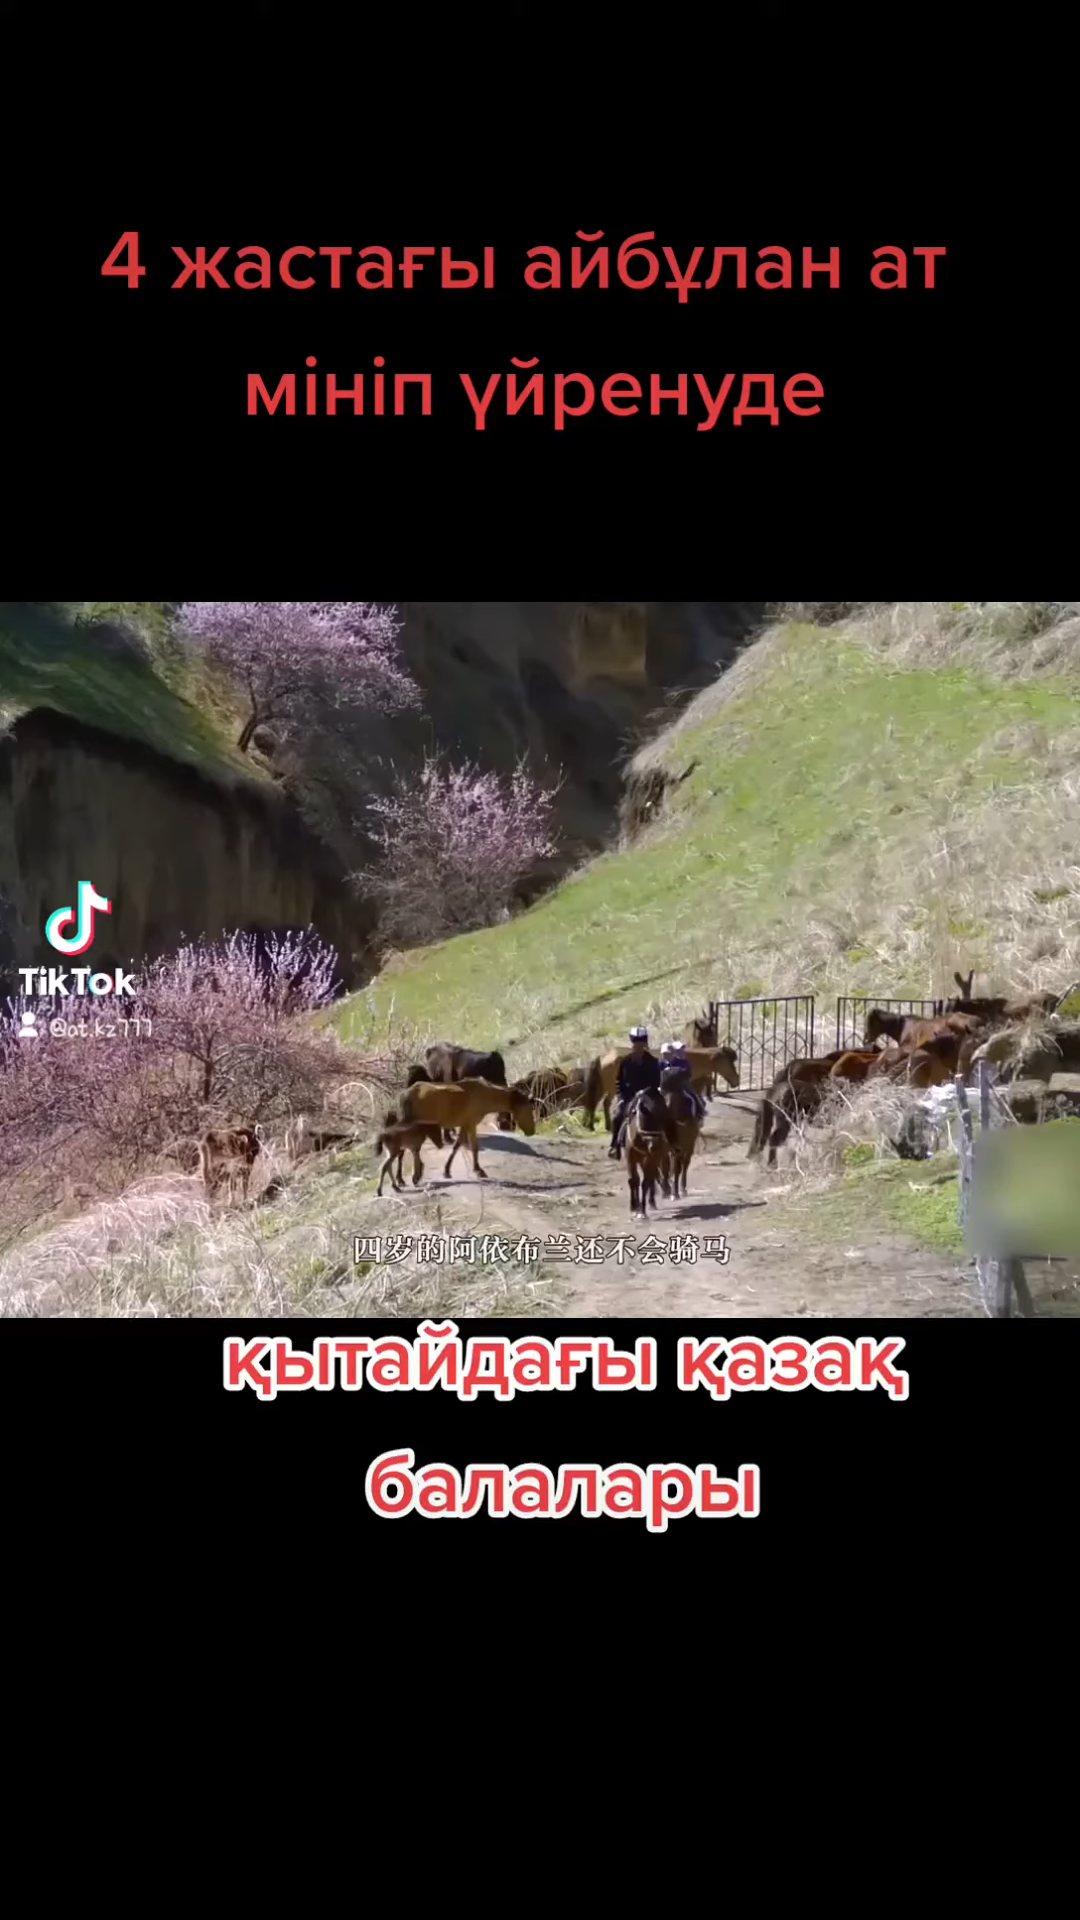 4 жастағы айбұлан ат
мініп үйренуде
TikTok
@at.kz777
四岁的阿依布兰还不会骑马
қытайдағы қазақ
балалары